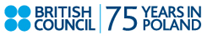 BRITISH COUNCIL
75 YEARS IN POLAND